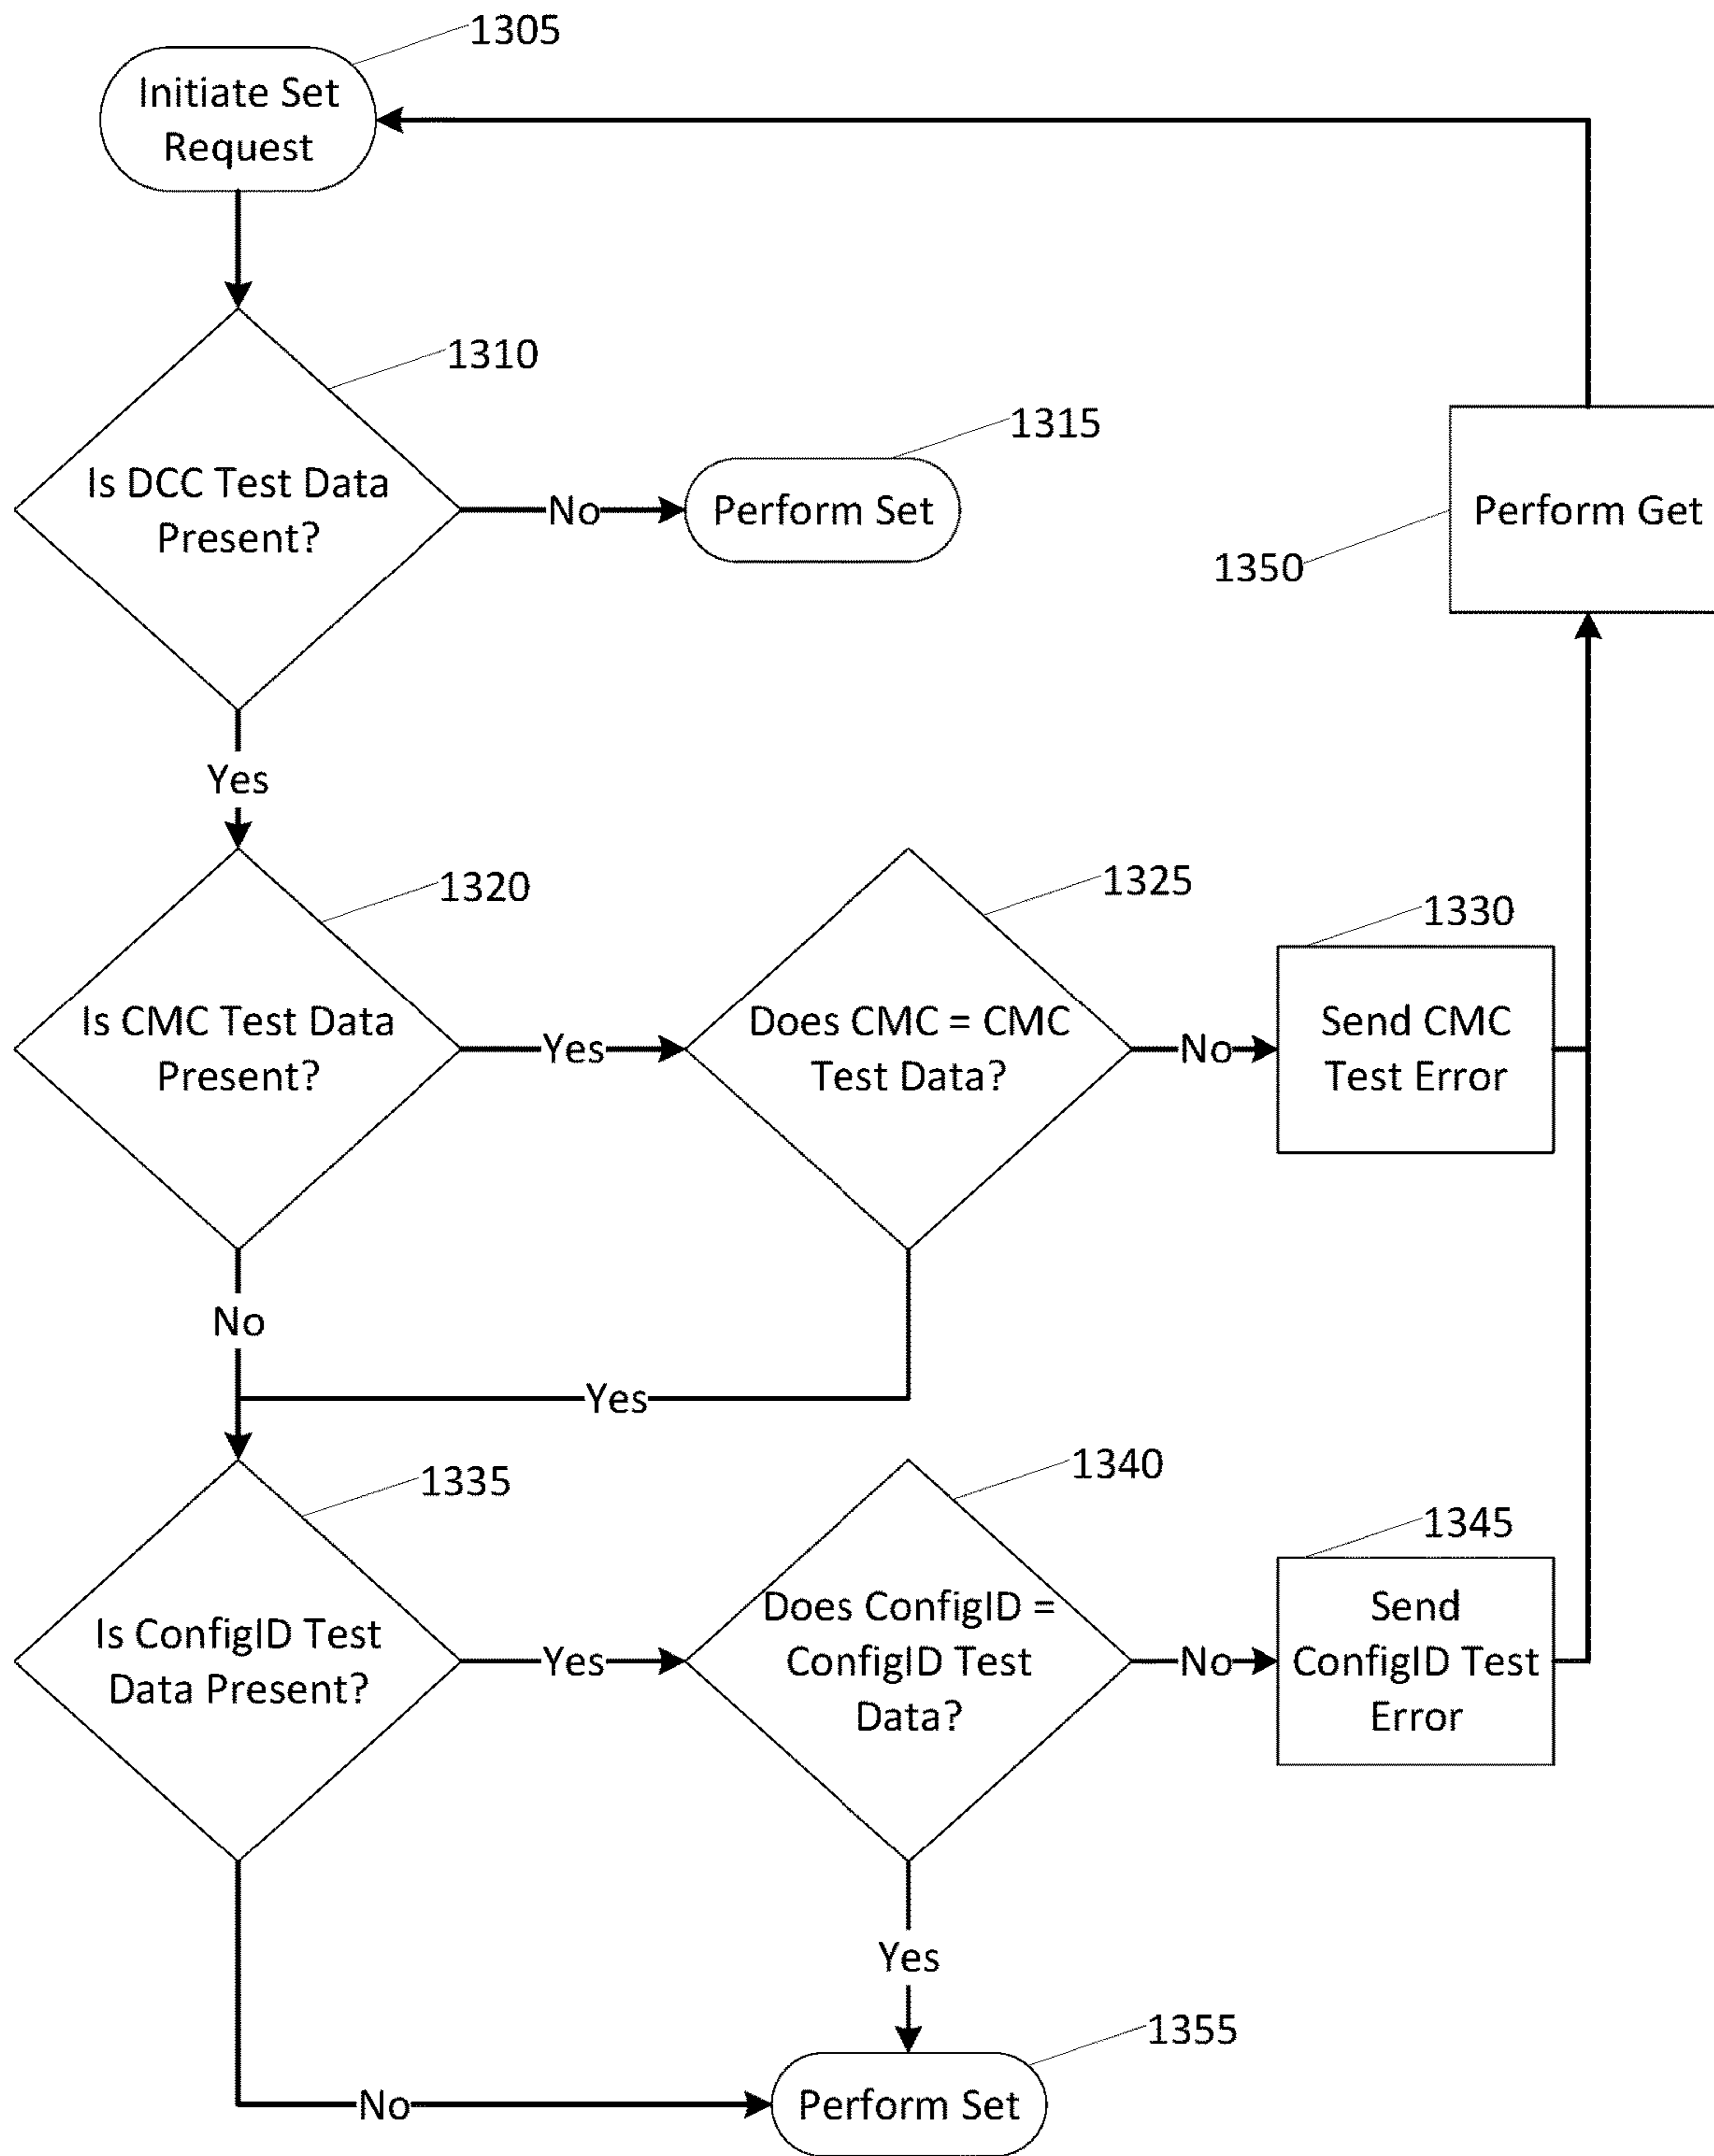 1305
Initiate Set
Request
1310
Is DCC Test Data
Present?
No
1315
Perform Set
Perform Get
1350
Yes
1320
Is CMC Test Data
Present?
Yes
1325
Does CMC = CMC
Test Data?
No
1330
Send CMC
Test Error
No
Yes
1335
Is ConfigID Test
Data Present?
Yes
1340
Does ConfigID =
ConfigID Test
Data?
No
1345
Send
ConfigID Test
Error
Yes
1355
No
Perform Set